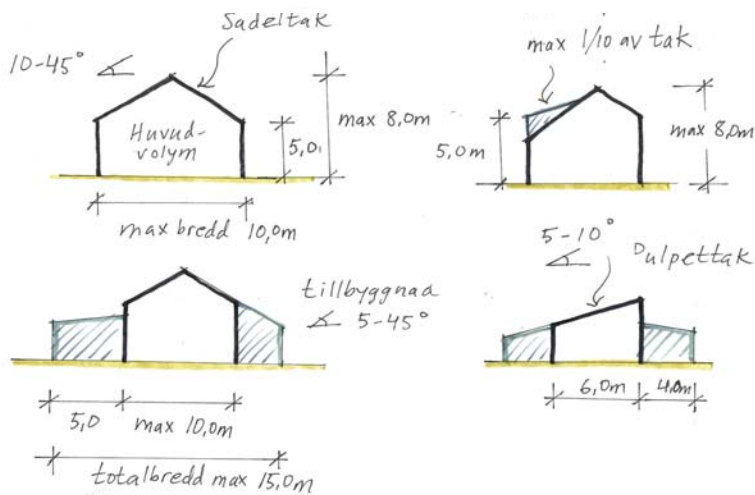 Sadeltak
10-45°
Huvud-
volym
5,0
max 8,0m
max bredd 10,0m
max 1/10 av tak
5,0m
max 8,0m
tillbyggnad
5-45°
5,0
max 10,0m
totalbredd max 15,0m
5-10°
Pulpettak
6,0m
4,0m